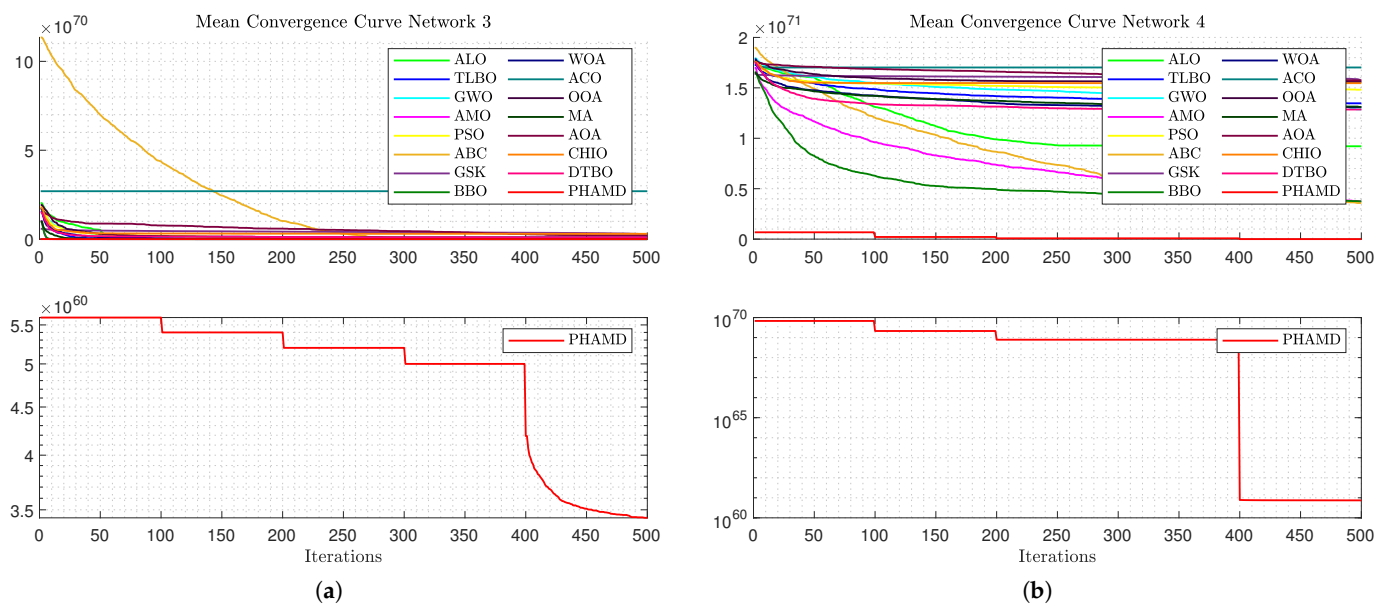 Mean Convergence Curve Network 3
×10^70
10
5
0
0 50 100 150 200 250 300 350 400 450 500
ALO WOA
TLBO ACO
GWO OOA
AMO MA
PSO AOA
ABC CHIO
GSK DTBO
BBO PHAMD
×10^60
5.5
5
4.5
4
3.5
0 50 100 150 200 250 300 350 400 450 500
PHAMD
Iterations
(a)
Mean Convergence Curve Network 4
×10^71
2
1.5
1
0.5
0
0 50 100 150 200 250 300 350 400 450 500
ALO WOA
TLBO ACO
GWO OOA
AMO MA
PSO AOA
ABC CHIO
GSK DTBO
BBO PHAMD
10^70
10^65
10^60
0 50 100 150 200 250 300 350 400 450 500
PHAMD
Iterations
(b)